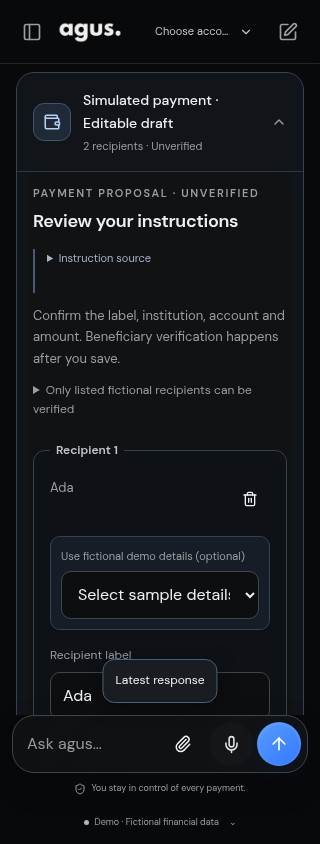 agus.
Choose acco...
Simulated payment ·
Editable draft
2 recipients · Unverified
PAYMENT PROPOSAL · UNVERIFIED
Review your instructions
Instruction source
Confirm the label, institution, account and
amount. Beneficiary verification happens
after you save.
Only listed fictional recipients can be
verified
Recipient 1
Ada
Use fictional demo details (optional)
Select sample details
Recipient label
Latest response
Ada
Ask agus...
You stay in control of every payment.
Demo · Fictional financial data